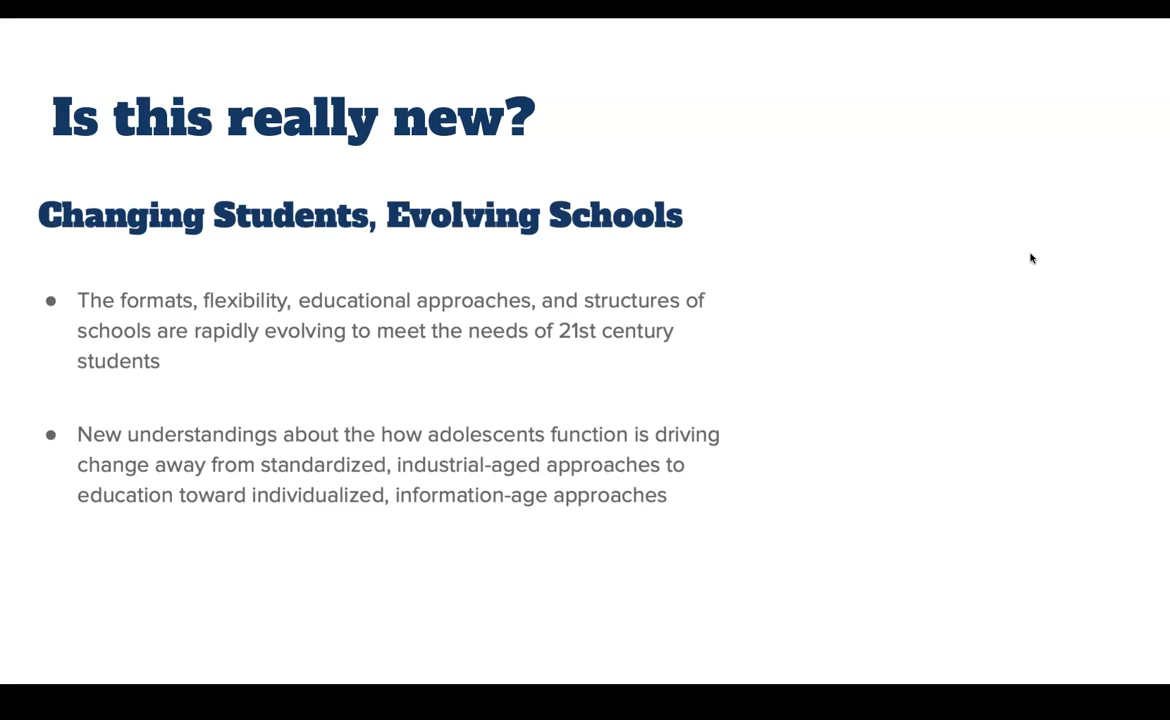 Is this really new?
Changing Students, Evolving Schools
● The formats, flexibility, educational approaches, and structures of
schools are rapidly evolving to meet the needs of 21st century
students
● New understandings about the how adolescents function is driving
change away from standardized, industrial-aged approaches to
education toward individualized, information-age approaches